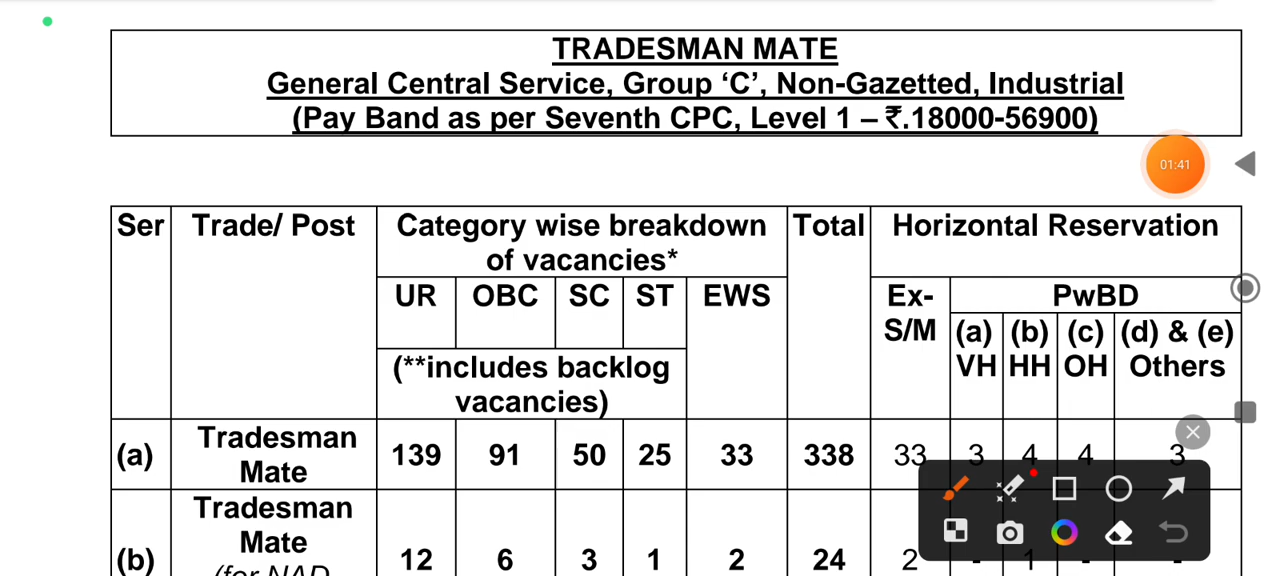 TRADESMAN MATE
General Central Service, Group ‘C’, Non-Gazetted, Industrial
(Pay Band as per Seventh CPC, Level 1 – ₹.18000-56900)
01:41
Ser Trade/ Post Category wise breakdown of vacancies* Total Horizontal Reservation
UR OBC SC ST EWS Ex-S/M PwBD
(**includes backlog vacancies)
(a) VH (b) HH (c) OH (d) & (e) Others
(a) Tradesman Mate 139 91 50 25 33 338 33 3 4 4 3
(b) Tradesman Mate (for NAD 12 6 3 1 2 24 2 - 1 - -